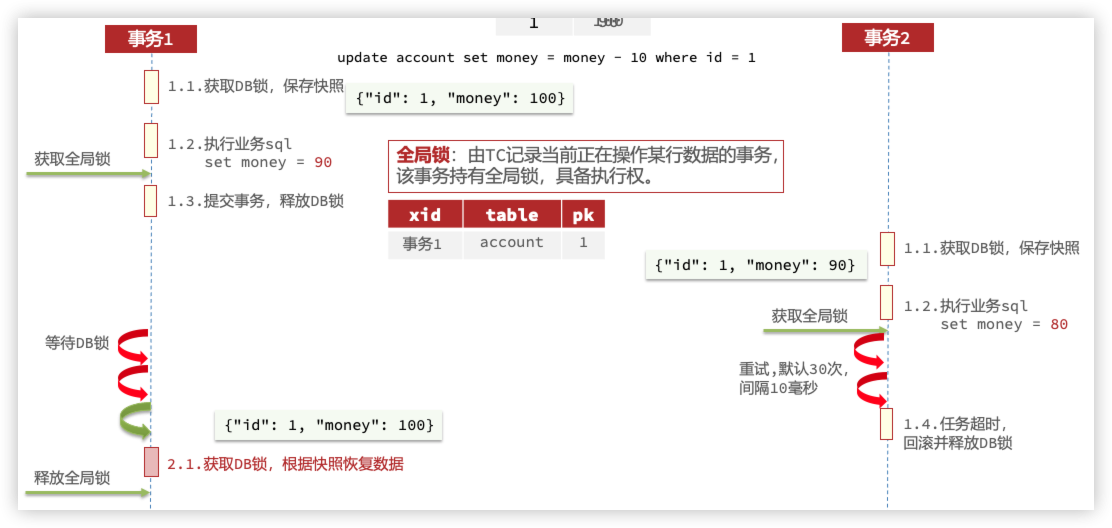 1
事务1
事务2
update account set money = money - 10 where id = 1
1.1.获取DB锁，保存快照
{"id": 1, "money": 100}
1.2.执行业务sql
set money = 90
获取全局锁
1.3.提交事务，释放DB锁
全局锁：由TC记录当前正在操作某行数据的事务，
该事务持有全局锁，具备执行权。
xid table pk
事务1 account 1
1.1.获取DB锁，保存快照
{"id": 1, "money": 90}
1.2.执行业务sql
set money = 80
获取全局锁
等待DB锁
重试,默认30次，
间隔10毫秒
{"id": 1, "money": 100}
1.4.任务超时，
回滚并释放DB锁
2.1.获取DB锁，根据快照恢复数据
释放全局锁